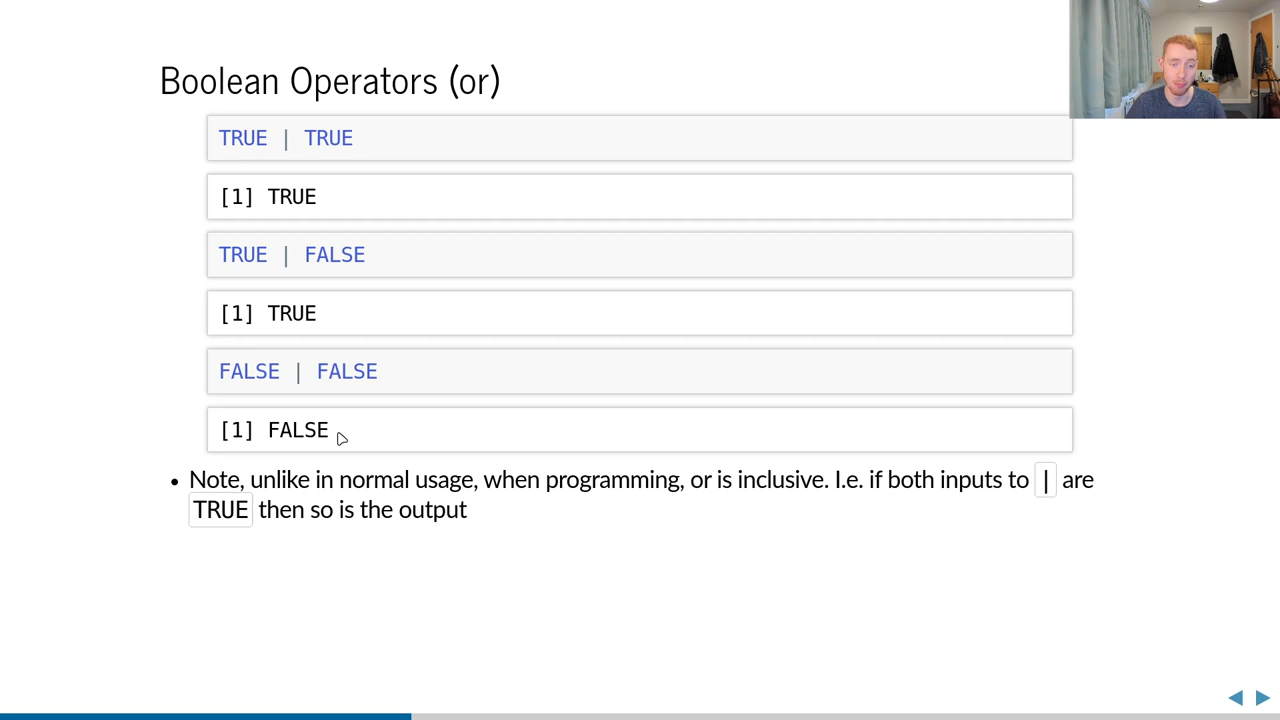 Boolean Operators (or)
TRUE | TRUE
[1] TRUE
TRUE | FALSE
[1] TRUE
FALSE | FALSE
[1] FALSE
• Note, unlike in normal usage, when programming, or is inclusive. I.e. if both inputs to | are
TRUE then so is the output